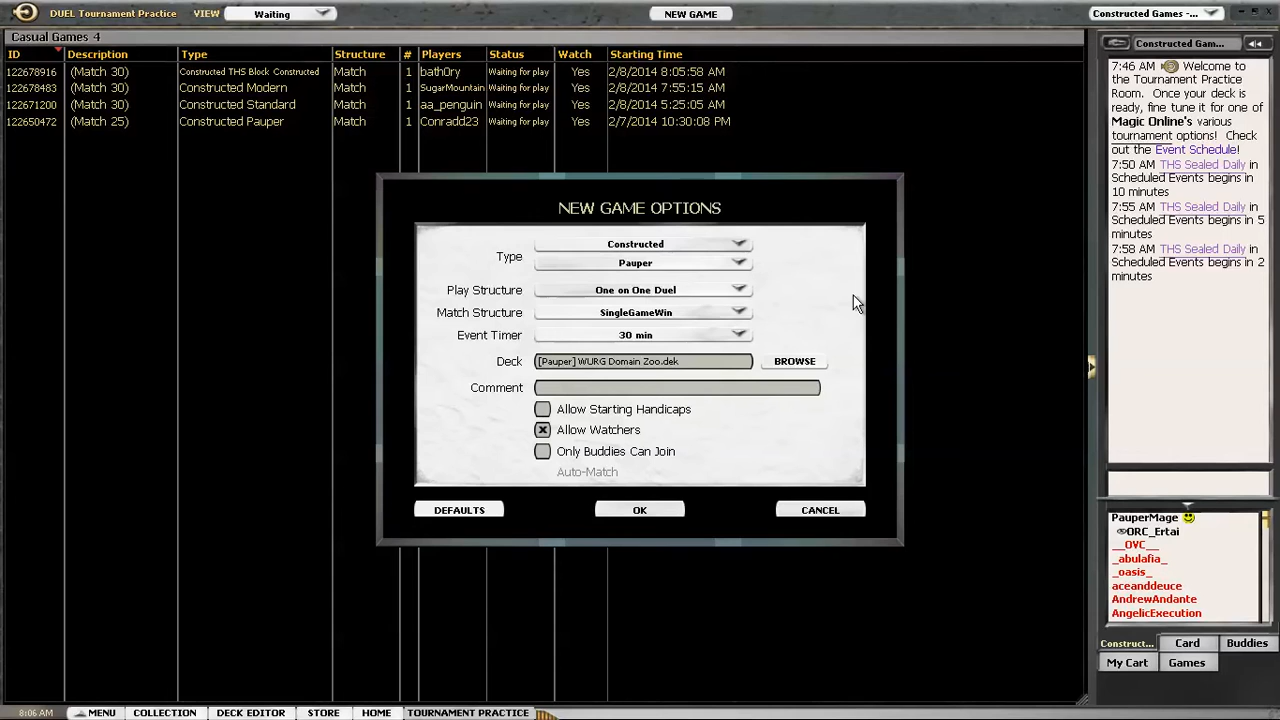 DUEL Tournament Practice VIEW Waiting NEW GAME Constructed Games -...
Casual Games 4
ID Description Type Structure # Players Status Watch Starting Time
122678916 (Match 30) Constructed THS Block Constructed Match 1 bath0ry Waiting for play Yes 2/8/2014 8:05:58 AM
122678483 (Match 30) Constructed Modern Match 1 SugarMountain Waiting for play Yes 2/8/2014 7:55:15 AM
122671200 (Match 30) Constructed Standard Match 1 aa_penguin Waiting for play Yes 2/8/2014 5:25:05 AM
122650472 (Match 25) Constructed Pauper Match 1 Conradd23 Waiting for play Yes 2/7/2014 10:30:08 PM
NEW GAME OPTIONS
Type Constructed
Pauper
Play Structure One on One Duel
Match Structure SingleGameWin
Event Timer 30 min
Deck [Pauper] WURG Domain Zoo.dek BROWSE
Comment
Allow Starting Handicaps
Allow Watchers
Only Buddies Can Join
Auto-Match
DEFAULTS OK CANCEL
Constructed Gam...
7:46 AM Welcome to
the Tournament Practice
Room. Once your deck is
ready, fine tune it for one of
Magic Online's various
tournament options! Check
out the Event Schedule!
7:50 AM THS Sealed Daily in
Scheduled Events begins in
10 minutes
7:55 AM THS Sealed Daily in
Scheduled Events begins in 5
minutes
7:58 AM THS Sealed Daily in
Scheduled Events begins in 2
minutes
PauperMage
ORC_Ertai
__OVC__
_abulafia_
_oasis_
aceanddeuce
AndrewAndante
AngelicExecution
Construct... Card Buddies
My Cart Games
8:06 AM MENU COLLECTION DECK EDITOR STORE HOME TOURNAMENT PRACTICE